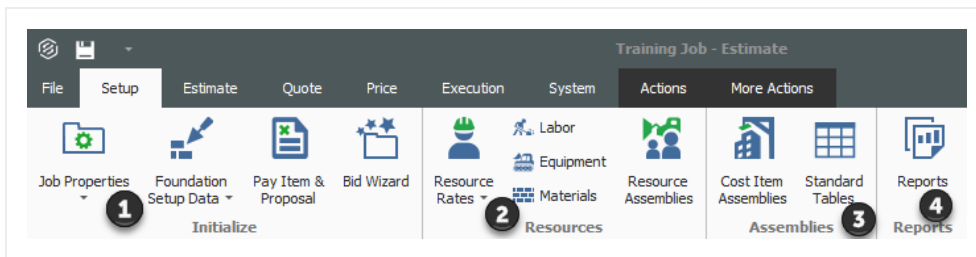 Training Job - Estimate
File Setup Estimate Quote Price Execution System Actions More Actions
Job Properties
Foundation
Setup Data
Pay Item &
Proposal
Bid Wizard
1
Initialize
Resource
Rates
Labor
Equipment
Materials
Resource
Assemblies
2
Resources
Cost Item
Assemblies
Standard
Tables
3
Assemblies
Reports
4
Reports